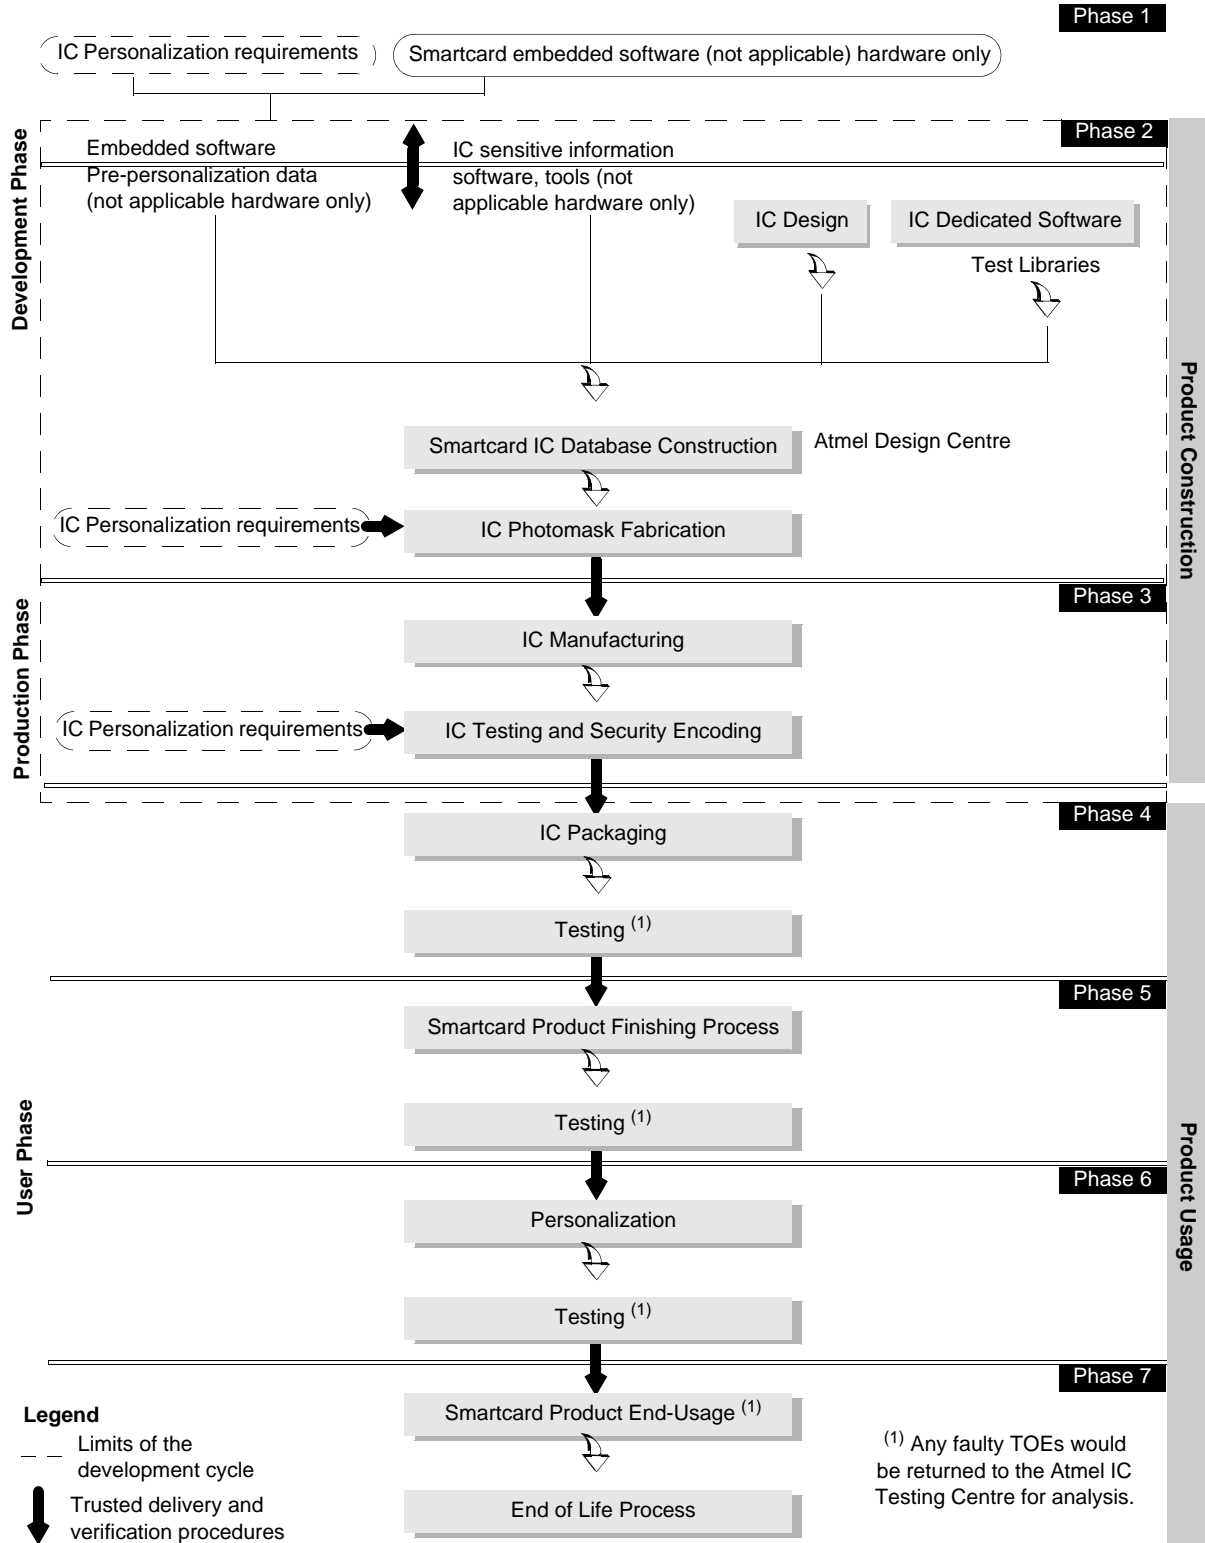 Phase 1
IC Personalization requirements
Smartcard embedded software (not applicable) hardware only
Development Phase
Phase 2
Embedded software
Pre-personalization data
(not applicable hardware only)
IC sensitive information
software, tools (not
applicable hardware only)
IC Design
IC Dedicated Software
Test Libraries
Product Construction
Smartcard IC Database Construction
Atmel Design Centre
IC Personalization requirements
IC Photomask Fabrication
Phase 3
Production Phase
IC Manufacturing
IC Personalization requirements
IC Testing and Security Encoding
Phase 4
IC Packaging
Testing (1)
Phase 5
Smartcard Product Finishing Process
Testing (1)
User Phase
Product Usage
Phase 6
Personalization
Testing (1)
Phase 7
Smartcard Product End-Usage (1)
End of Life Process
Legend
Limits of the
development cycle
Trusted delivery and
verification procedures
(1) Any faulty TOEs would
be returned to the Atmel IC
Testing Centre for analysis.